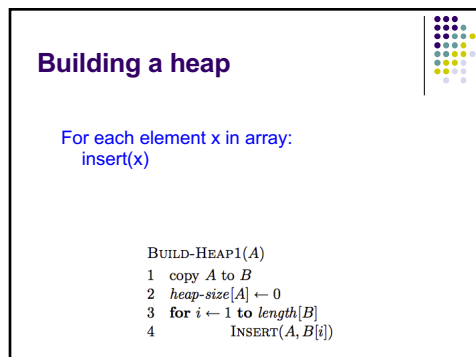 Building a heap
For each element x in array:
insert(x)
BUILD-HEAP1(A)
1 copy A to B
2 heap-size[A] ← 0
3 for i ← 1 to length[B]
4 INSERT(A, B[i])